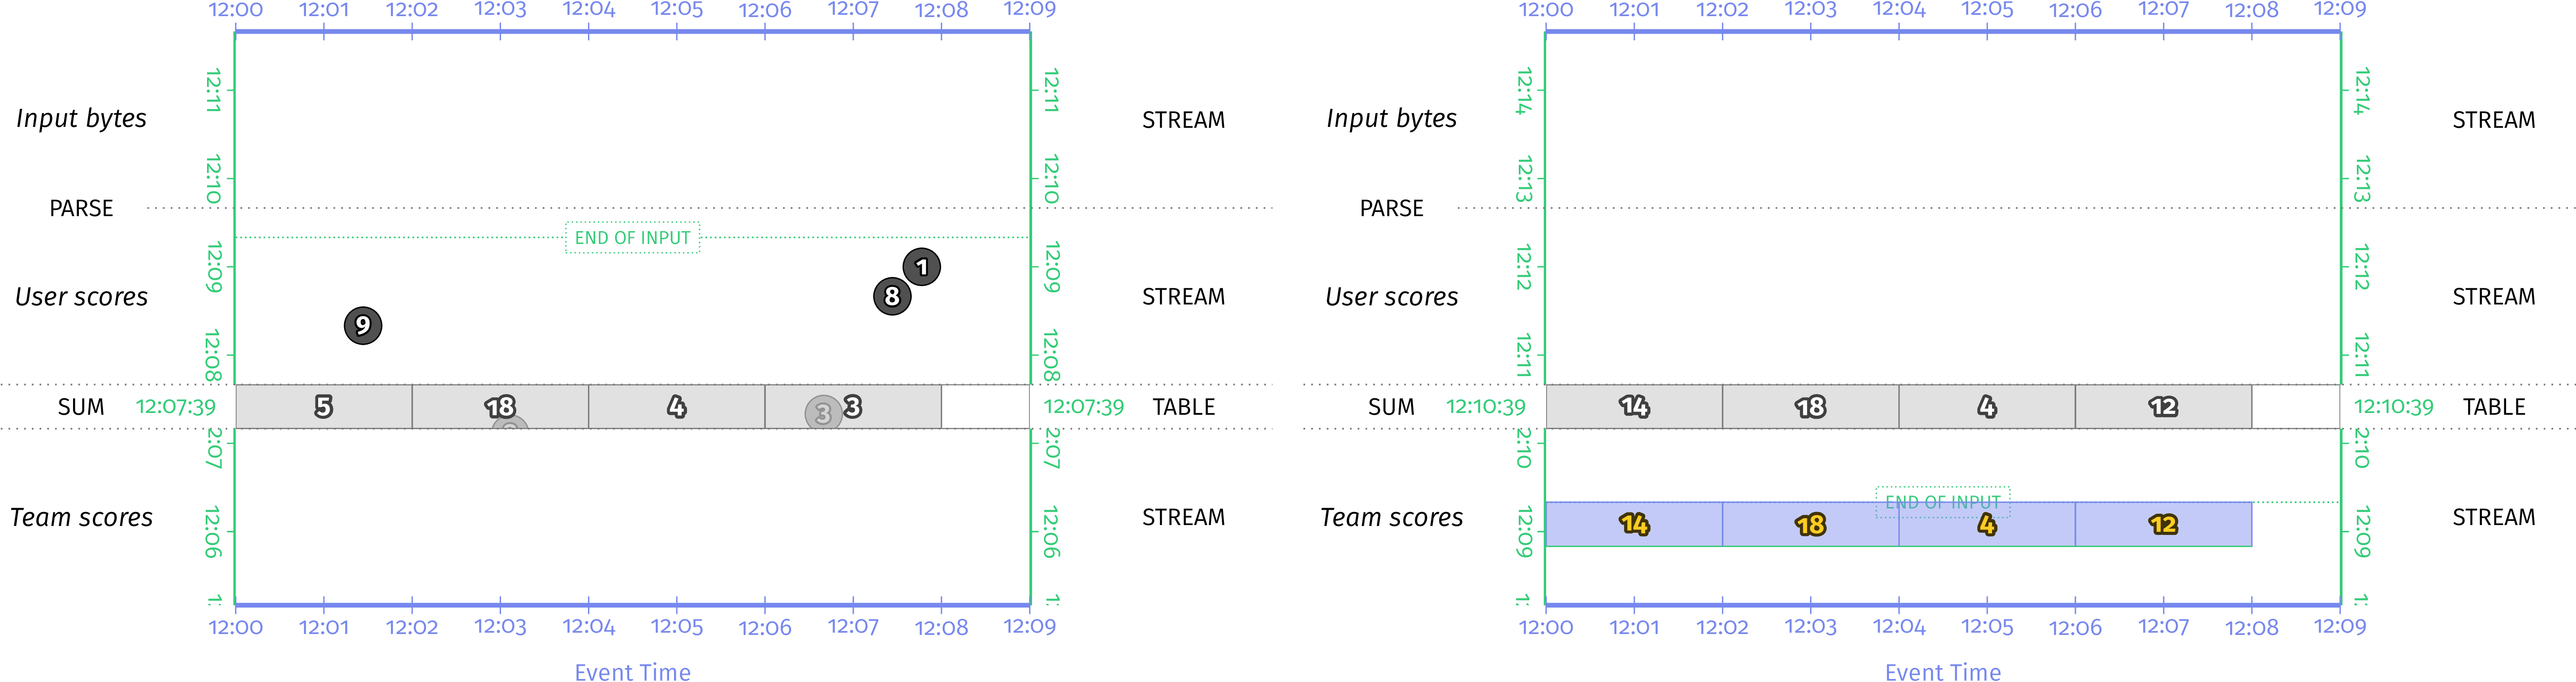 12:00 12:01 12:02 12:03 12:04 12:05 12:06 12:07 12:08 12:09
12:11 12:11
Input bytes STREAM
12:10 12:10
PARSE
END OF INPUT
12:09 12:09
1
User scores 8 STREAM
9
12:08 12:08
SUM 12:07:39 5 18 4 3 3 12:07:39 TABLE
2:07 2:07
Team scores STREAM
12:06 12:06
1: 1:
12:00 12:01 12:02 12:03 12:04 12:05 12:06 12:07 12:08 12:09
Event Time
12:00 12:01 12:02 12:03 12:04 12:05 12:06 12:07 12:08 12:09
12:14 12:14
Input bytes STREAM
12:13 12:13
PARSE
12:12 12:12
User scores STREAM
12:11 12:11
SUM 12:10:39 14 18 4 12 12:10:39 TABLE
2:10 2:10
END OF INPUT
Team scores 14 18 4 12 STREAM
12:09 12:09
1: 1:
12:00 12:01 12:02 12:03 12:04 12:05 12:06 12:07 12:08 12:09
Event Time